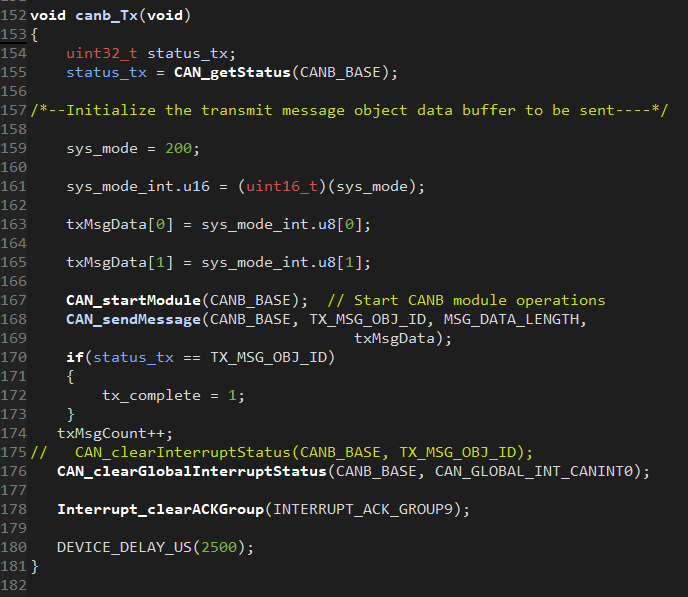 152 void canb_Tx(void)
153 {
154     uint32_t status_tx;
155     status_tx = CAN_getStatus(CANB_BASE);
156
157 /*--Initialize the transmit message object data buffer to be sent----*/
158
159     sys_mode = 200;
160
161     sys_mode_int.u16 = (uint16_t)(sys_mode);
162
163     txMsgData[0] = sys_mode_int.u8[0];
164
165     txMsgData[1] = sys_mode_int.u8[1];
166
167     CAN_startModule(CANB_BASE);  // Start CANB module operations
168     CAN_sendMessage(CANB_BASE, TX_MSG_OBJ_ID, MSG_DATA_LENGTH,
169                                     txMsgData);
170     if(status_tx == TX_MSG_OBJ_ID)
171     {
172         tx_complete = 1;
173     }
174    txMsgCount++;
175 //   CAN_clearInterruptStatus(CANB_BASE, TX_MSG_OBJ_ID);
176    CAN_clearGlobalInterruptStatus(CANB_BASE, CAN_GLOBAL_INT_CANINT0);
177
178    Interrupt_clearACKGroup(INTERRUPT_ACK_GROUP9);
179
180    DEVICE_DELAY_US(2500);
181 }
182